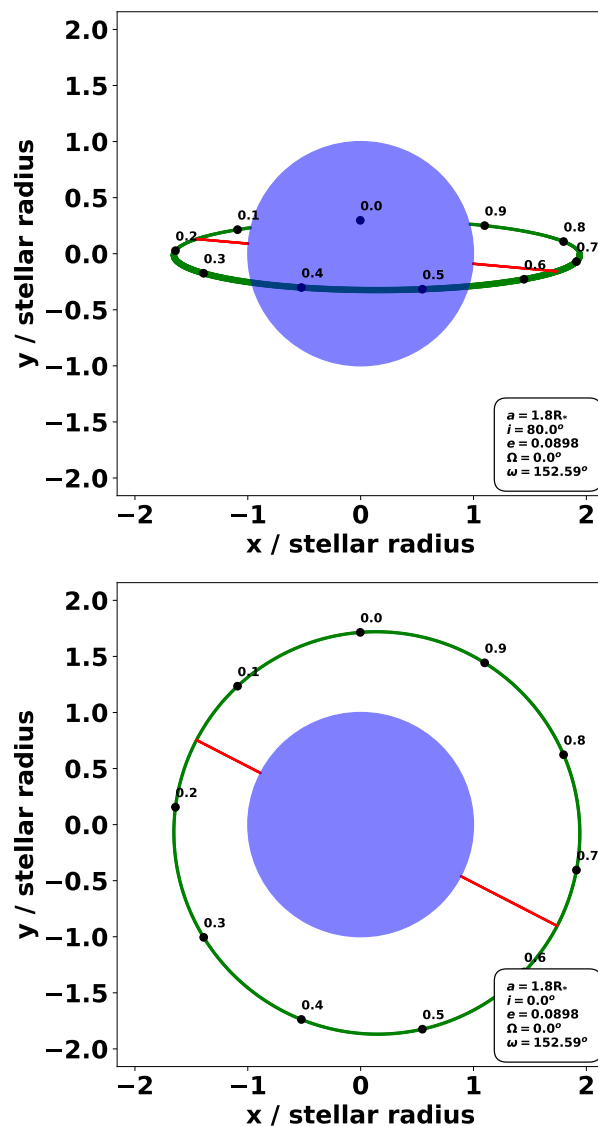 2.0
1.5
1.0
0.5
0.0
−0.5
−1.0
−1.5
−2.0
y / stellar radius
0.0
0.1
0.9
0.2
0.8
0.3
0.7
0.6
0.4
0.5
a = 1.8R*
i = 80.0°
e = 0.0898
Ω = 0.0°
ω = 152.59°
−2 −1 0 1 2
x / stellar radius
2.0
1.5
1.0
0.5
0.0
−0.5
−1.0
−1.5
−2.0
y / stellar radius
0.0
0.9
0.1
0.8
0.2
0.7
0.3
0.6
0.4
0.5
a = 1.8R*
i = 0.0°
e = 0.0898
Ω = 0.0°
ω = 152.59°
−2 −1 0 1 2
x / stellar radius